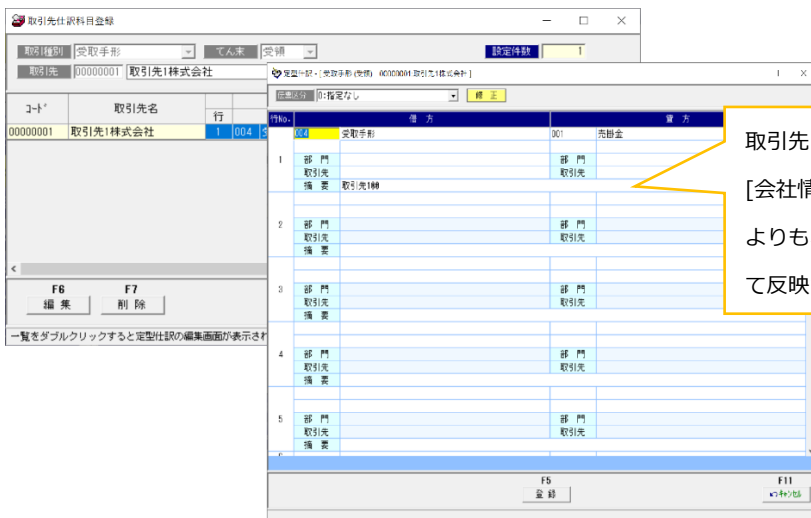 取引先仕訳科目登録
取引種別 受取手形 てん末 受領 設定件数 1
取引先 00000001 取引先1株式会社
コード 取引先名 行
00000001 取引先1株式会社 1 004
F6 F7
編 集 削 除
一覧をダブルクリックすると定型仕訳の編集画面が表示され
定型仕訳 - [ 受取手形 (受領) 00000001:取引先1株式会社 ]
伝票区分 0:指定なし 修 正
行No. 借 方 貸 方
004 受取手形 001 売掛金
1 部 門 部 門
取引先 取引先
摘 要 取引先1
2 部 門 部 門
取引先 取引先
摘 要
3 部 門 部 門
取引先 取引先
摘 要
4 部 門 部 門
取引先 取引先
摘 要
5 部 門 部 門
取引先 取引先
摘 要
F5 F11
登 録 キャンセル
取引先
[会社情
よりも
て反映